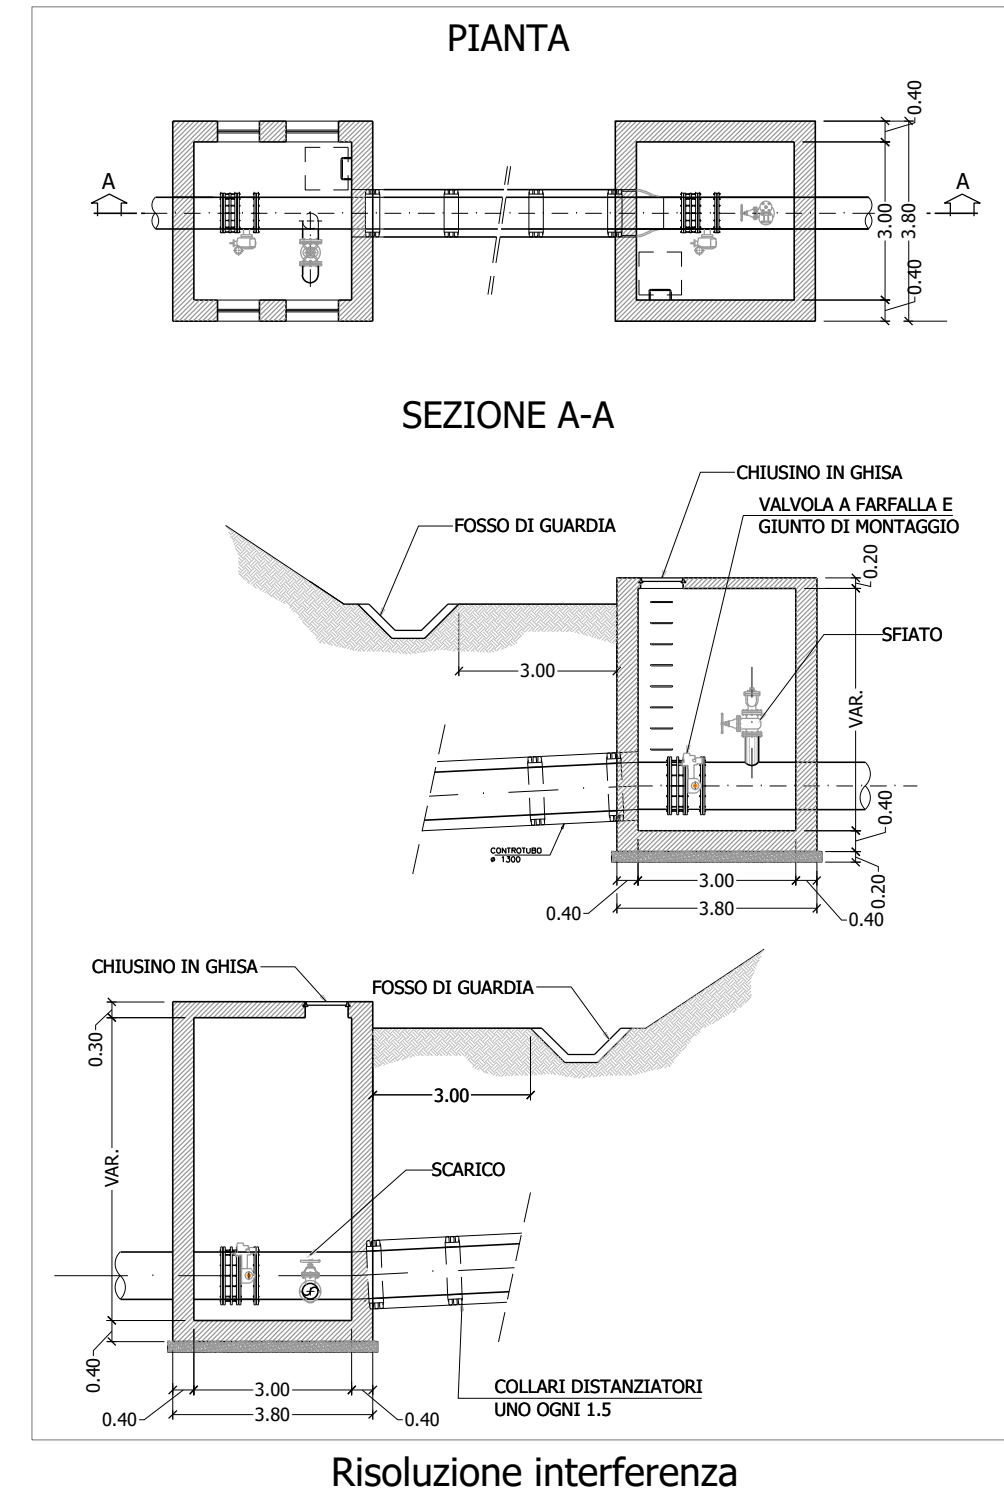 PIANTA
0.40
A
A
3.00
3.80
0.40
SEZIONE A-A
CHIUSINO IN GHISA
VALVOLA A FARFALLA E
GIUNTO DI MONTAGGIO
FOSSO DI GUARDIA
0.20
SFIATO
3.00
VAR.
0.40
CONTROTUBO
ø 1300
3.00
0.20
0.40
3.80
0.40
CHIUSINO IN GHISA
FOSSO DI GUARDIA
0.30
3.00
VAR.
SCARICO
0.40
3.00
COLLARI DISTANZIATORI
UNO OGNI 1.5
0.40
3.80
0.40
Risoluzione interferenza